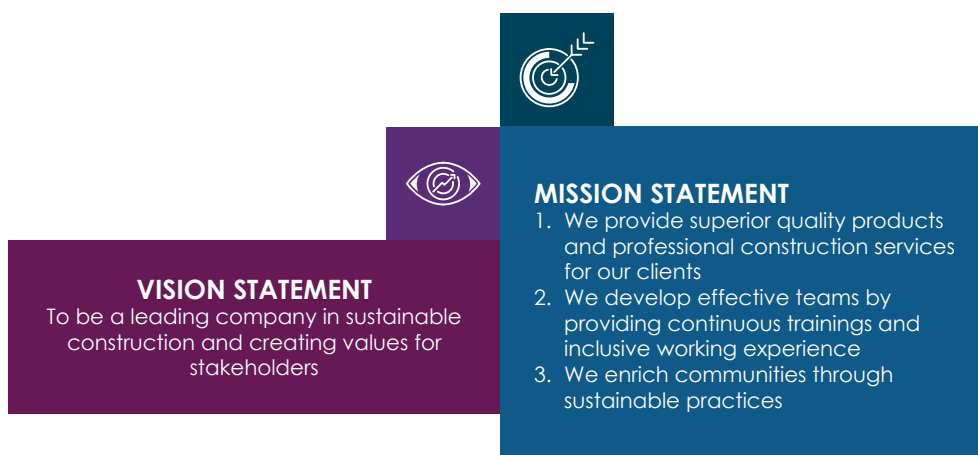 VISION STATEMENT
To be a leading company in sustainable
construction and creating values for
stakeholders
MISSION STATEMENT
1. We provide superior quality products
and professional construction services
for our clients
2. We develop effective teams by
providing continuous trainings and
inclusive working experience
3. We enrich communities through
sustainable practices